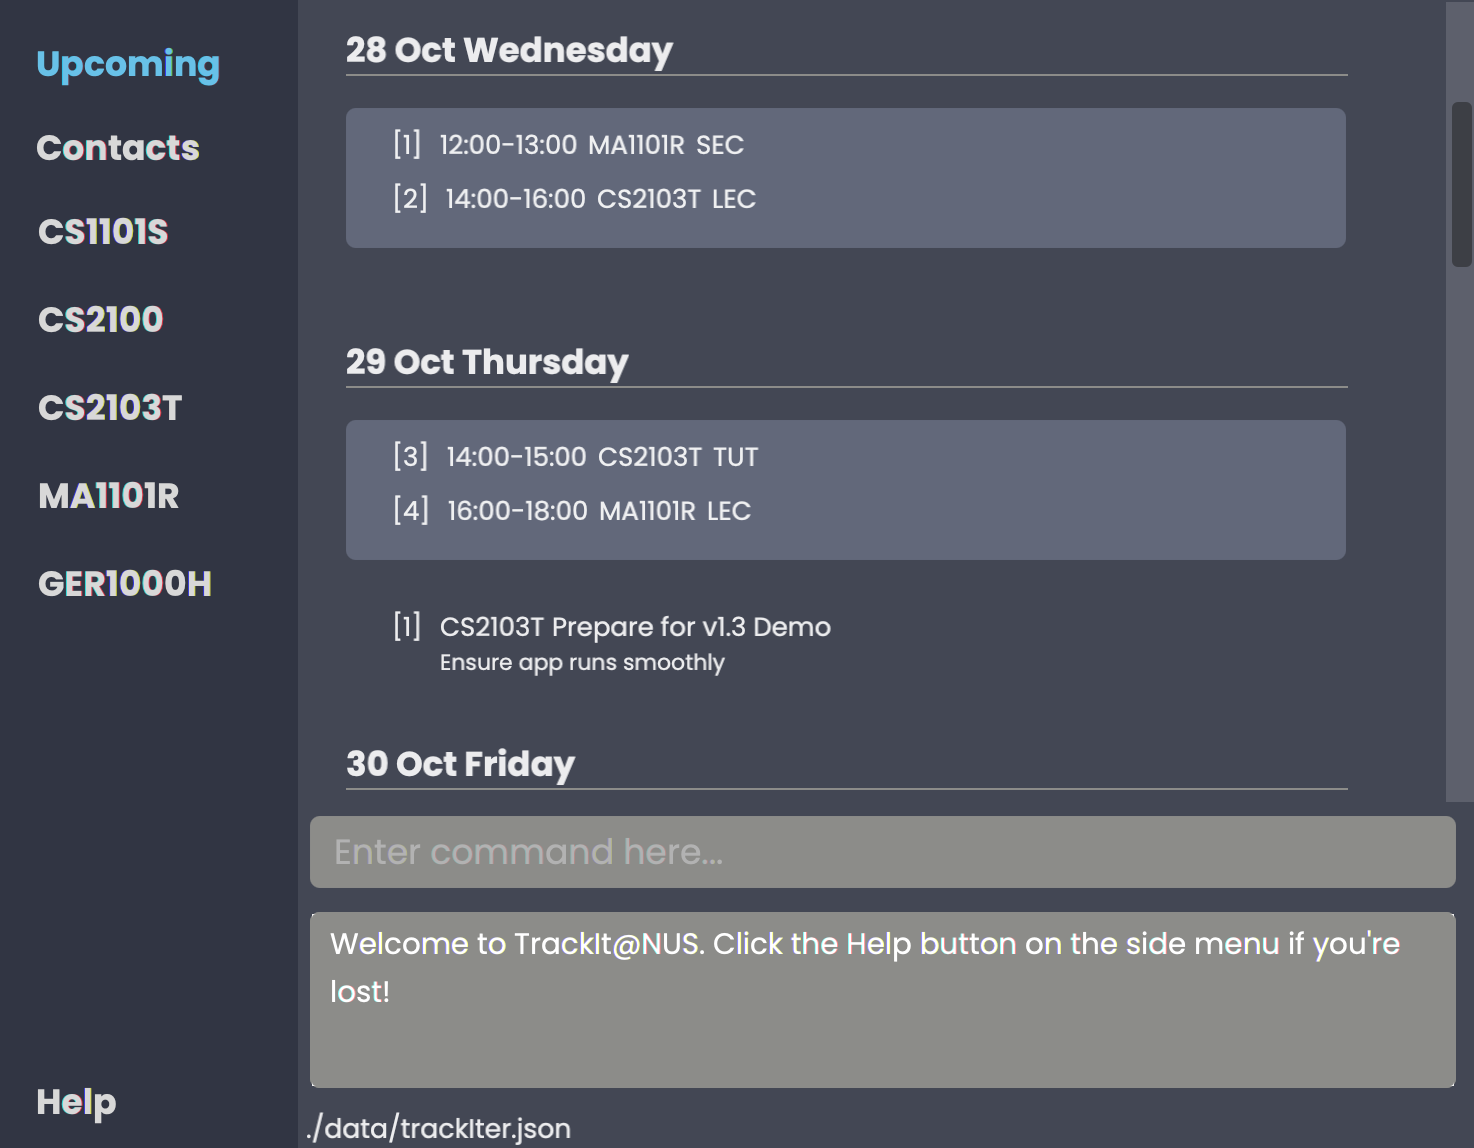 Upcoming
Contacts
CS1101S
CS2100
CS2103T
MA1101R
GER1000H
Help
28 Oct Wednesday
[1] 12:00-13:00 MA1101R SEC
[2] 14:00-16:00 CS2103T LEC
29 Oct Thursday
[3] 14:00-15:00 CS2103T TUT
[4] 16:00-18:00 MA1101R LEC
[1] CS2103T Prepare for v1.3 Demo
Ensure app runs smoothly
30 Oct Friday
Enter command here...
Welcome to TrackIt@NUS. Click the Help button on the side menu if you're
lost!
./data/trackIter.json